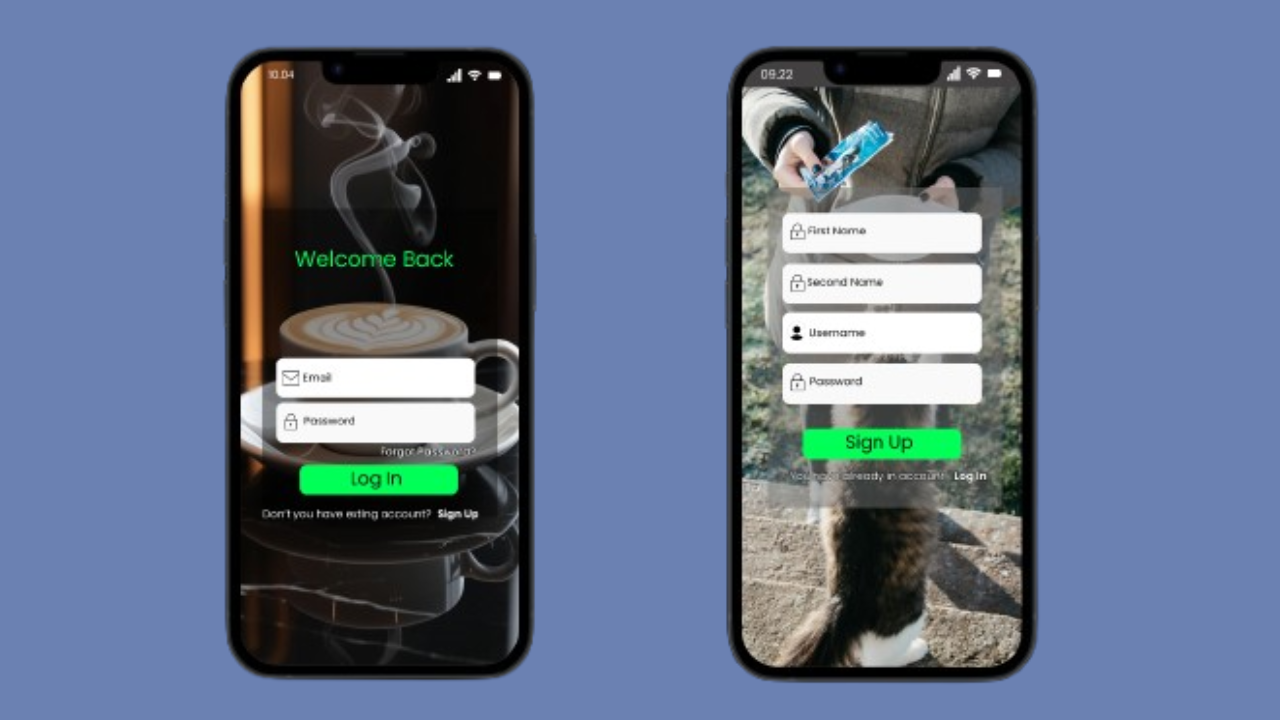 10.04
Welcome Back
Email
Password
Forgot Password?
Log In
Don't you have exting account? Sign Up
09.22
First Name
Second Name
Username
Password
Sign Up
You have already in account Log In